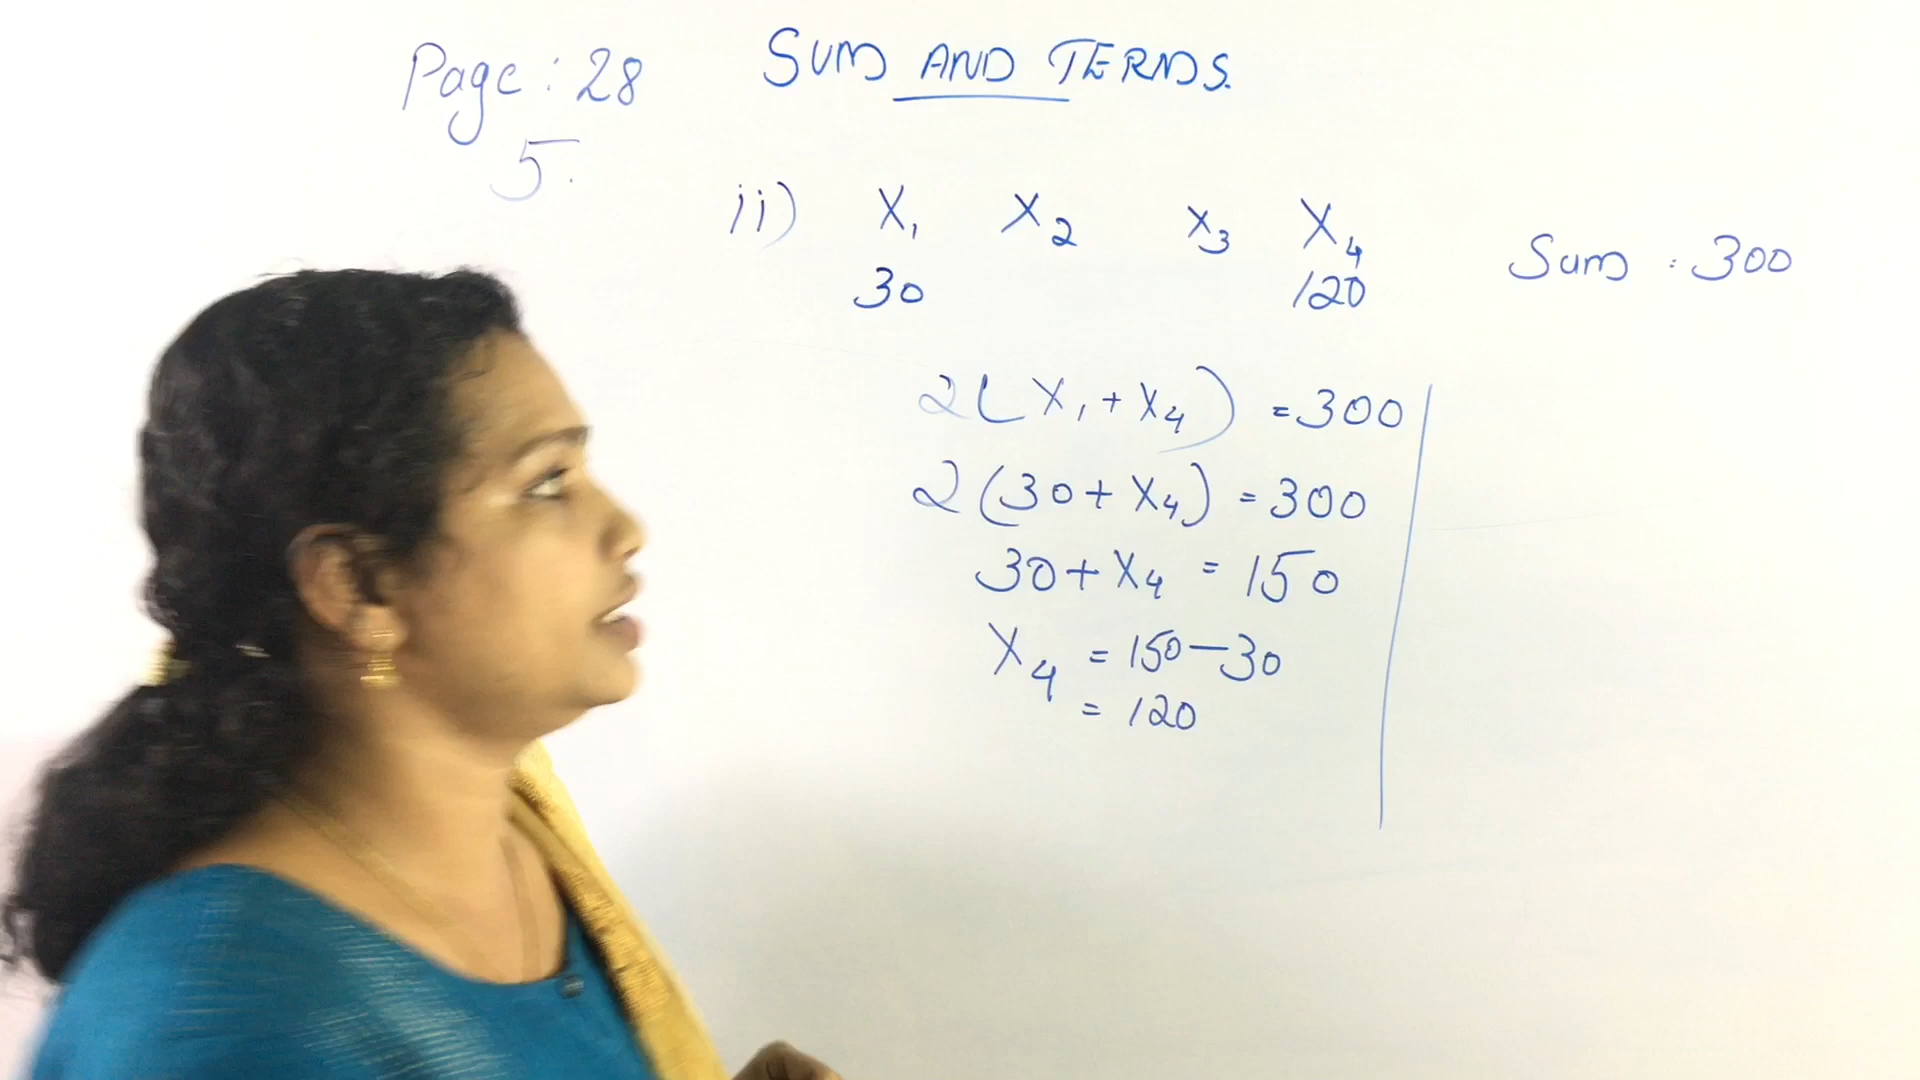 Page : 28
5.
SUM AND TERMS.
ii) X₁ X₂ X₃ X₄
30 120
Sum : 300
2(X₁ + X₄) = 300
2(30 + X₄) = 300
30 + X₄ = 150
X₄ = 150 – 30
= 120